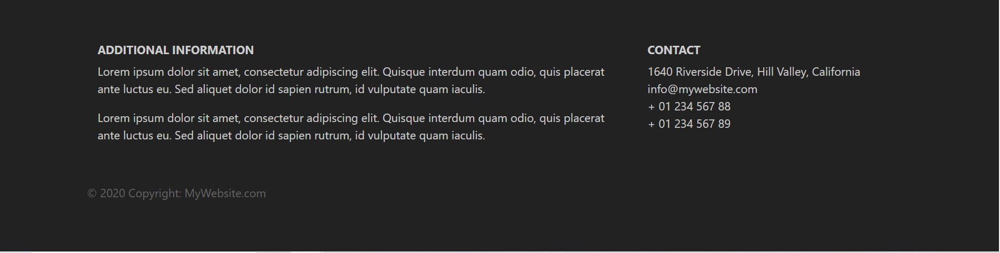 ADDITIONAL INFORMATION
Lorem ipsum dolor sit amet, consectetur adipiscing elit. Quisque interdum quam odio, quis placerat
ante luctus eu. Sed aliquet dolor id sapien rutrum, id vulputate quam iaculis.
Lorem ipsum dolor sit amet, consectetur adipiscing elit. Quisque interdum quam odio, quis placerat
ante luctus eu. Sed aliquet dolor id sapien rutrum, id vulputate quam iaculis.
CONTACT
1640 Riverside Drive, Hill Valley, California
info@mywebsite.com
+ 01 234 567 88
+ 01 234 567 89
© 2020 Copyright: MyWebsite.com